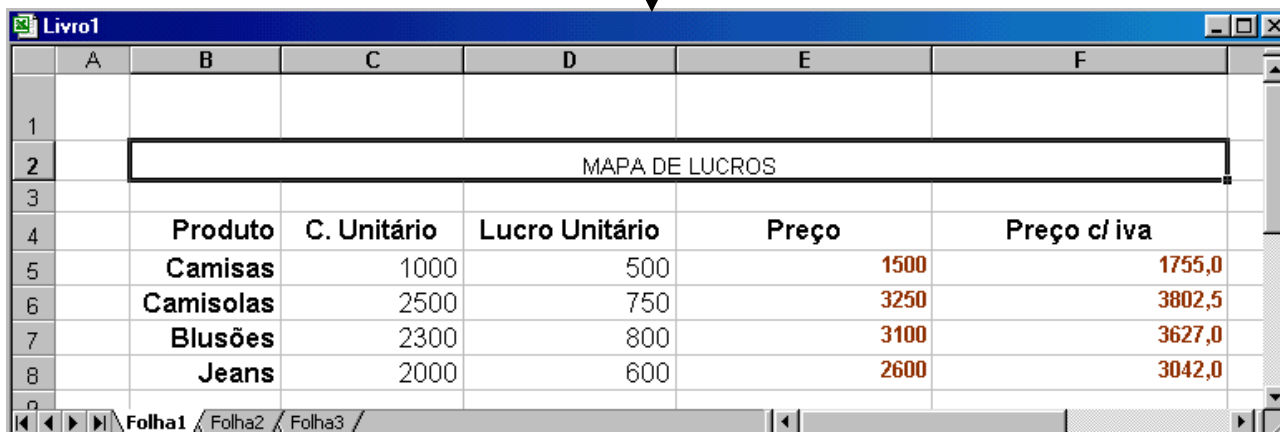 Livro1
A B C D E F
1
2 MAPA DE LUCROS
3
4 Produto C. Unitário Lucro Unitário Preço Preço c/ iva
5 Camisas 1000 500 1500 1755,0
6 Camisolas 2500 750 3250 3802,5
7 Blusões 2300 800 3100 3627,0
8 Jeans 2000 600 2600 3042,0
Folha1 Folha2 Folha3